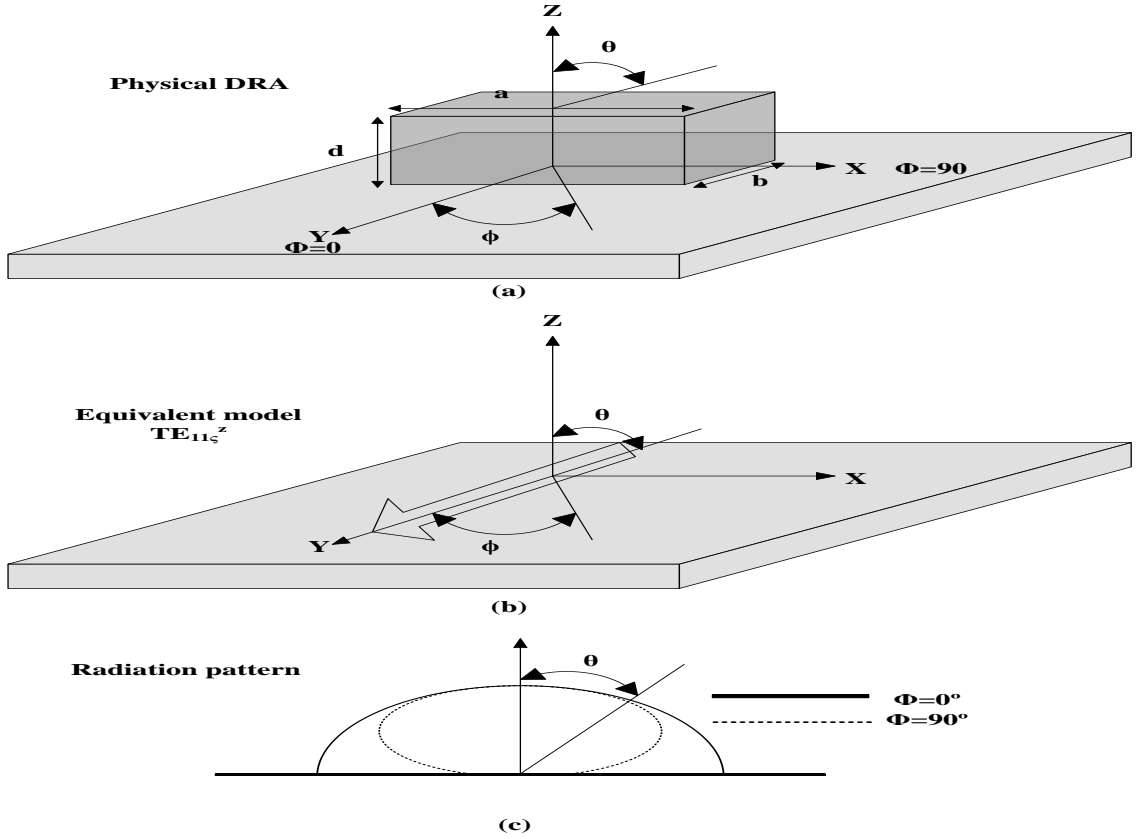 Z
θ
Physical DRA
a
d
X Φ=90
b
Y
Φ=0
ϕ
(a)
Z
Equivalent model
TE₁₁ς ᶻ
θ
X
Y
ϕ
(b)
Radiation pattern
θ
Φ=0º
Φ=90º
(c)